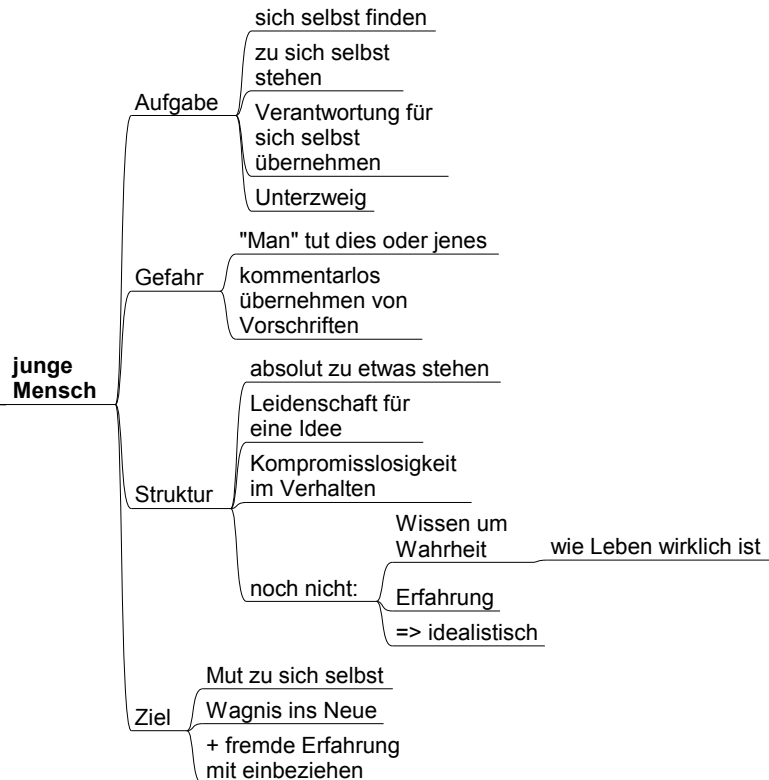 junge
Mensch
Aufgabe
sich selbst finden
zu sich selbst
stehen
Verantwortung für
sich selbst
übernehmen
Unterzweig
Gefahr
"Man" tut dies oder jenes
kommentarlos
übernehmen von
Vorschriften
Struktur
absolut zu etwas stehen
Leidenschaft für
eine Idee
Kompromisslosigkeit
im Verhalten
noch nicht:
Wissen um
Wahrheit
wie Leben wirklich ist
Erfahrung
=> idealistisch
Ziel
Mut zu sich selbst
Wagnis ins Neue
+ fremde Erfahrung
mit einbeziehen